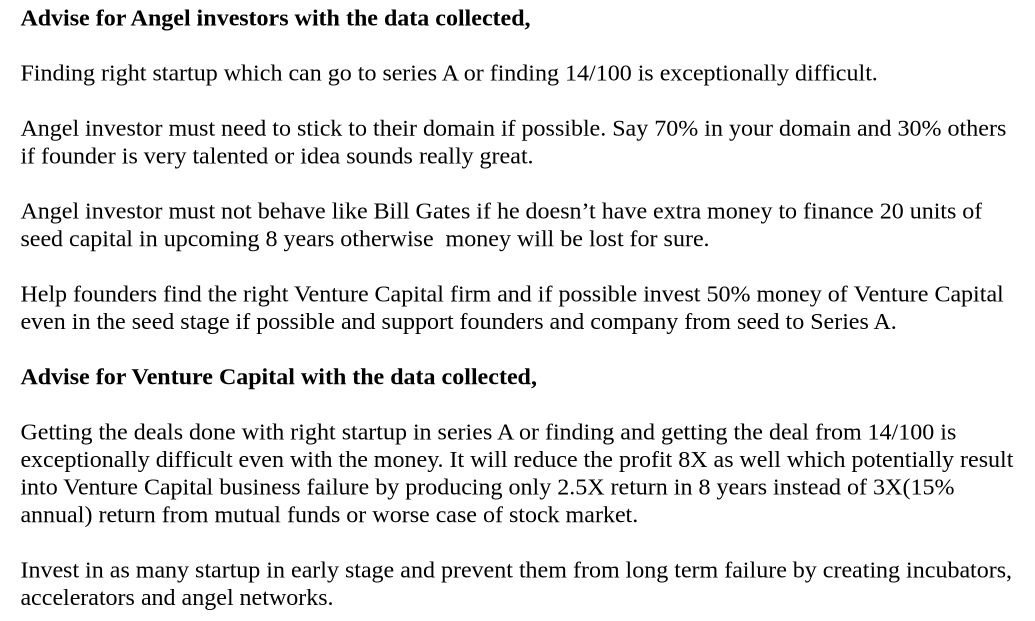 Advise for Angel investors with the data collected,
Finding right startup which can go to series A or finding 14/100 is exceptionally difficult.
Angel investor must need to stick to their domain if possible. Say 70% in your domain and 30% others
if founder is very talented or idea sounds really great.
Angel investor must not behave like Bill Gates if he doesn’t have extra money to finance 20 units of
seed capital in upcoming 8 years otherwise  money will be lost for sure.
Help founders find the right Venture Capital firm and if possible invest 50% money of Venture Capital
even in the seed stage if possible and support founders and company from seed to Series A.
Advise for Venture Capital with the data collected,
Getting the deals done with right startup in series A or finding and getting the deal from 14/100 is
exceptionally difficult even with the money. It will reduce the profit 8X as well which potentially result
into Venture Capital business failure by producing only 2.5X return in 8 years instead of 3X(15%
annual) return from mutual funds or worse case of stock market.
Invest in as many startup in early stage and prevent them from long term failure by creating incubators,
accelerators and angel networks.